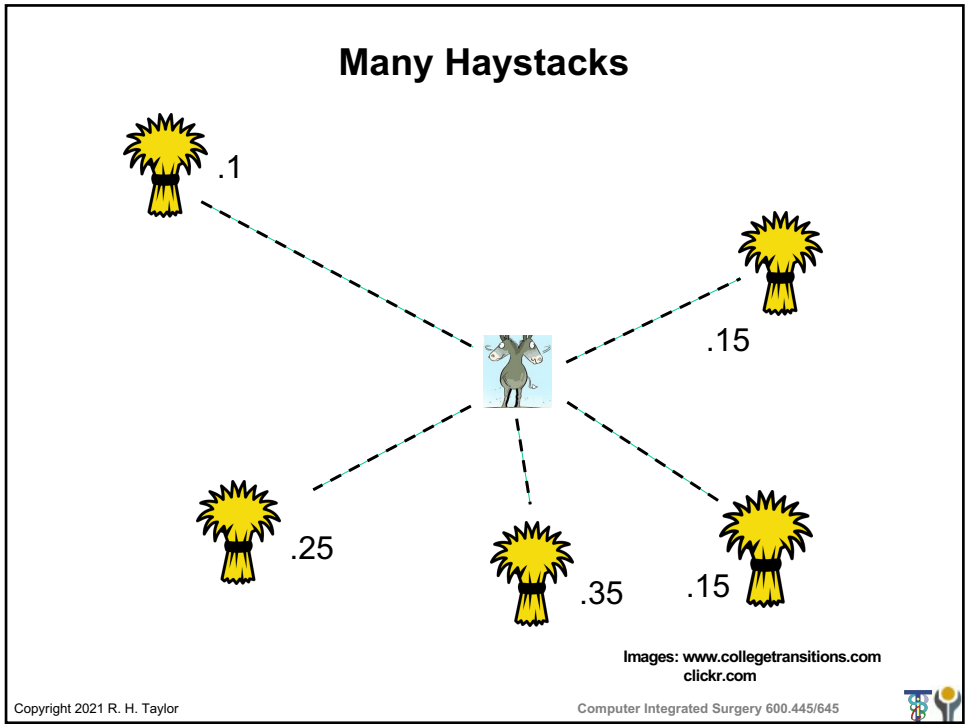 Many Haystacks
.1
.15
.25
.35
.15
Images: www.collegetransitions.com
clickr.com
Copyright 2021 R. H. Taylor
Computer Integrated Surgery 600.445/645